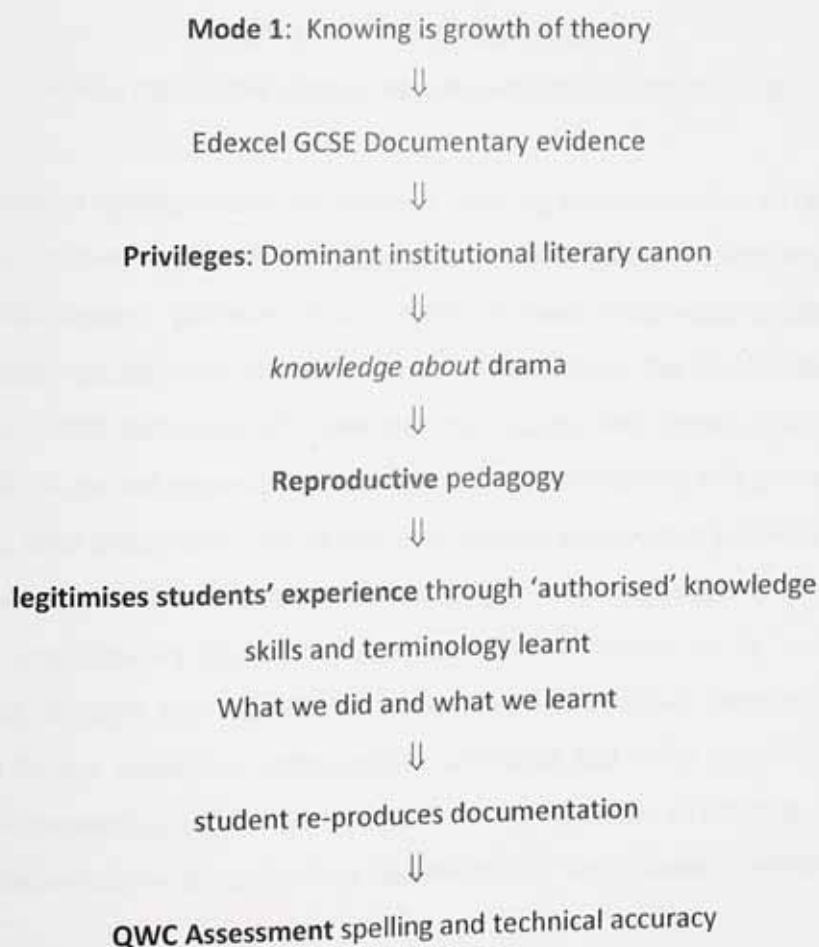 Mode 1: Knowing is growth of theory
⇓
Edexcel GCSE Documentary evidence
⇓
Privileges: Dominant institutional literary canon
⇓
knowledge about drama
⇓
Reproductive pedagogy
⇓
legitimises students' experience through 'authorised' knowledge
skills and terminology learnt
What we did and what we learnt
⇓
student re-produces documentation
⇓
QWC Assessment spelling and technical accuracy